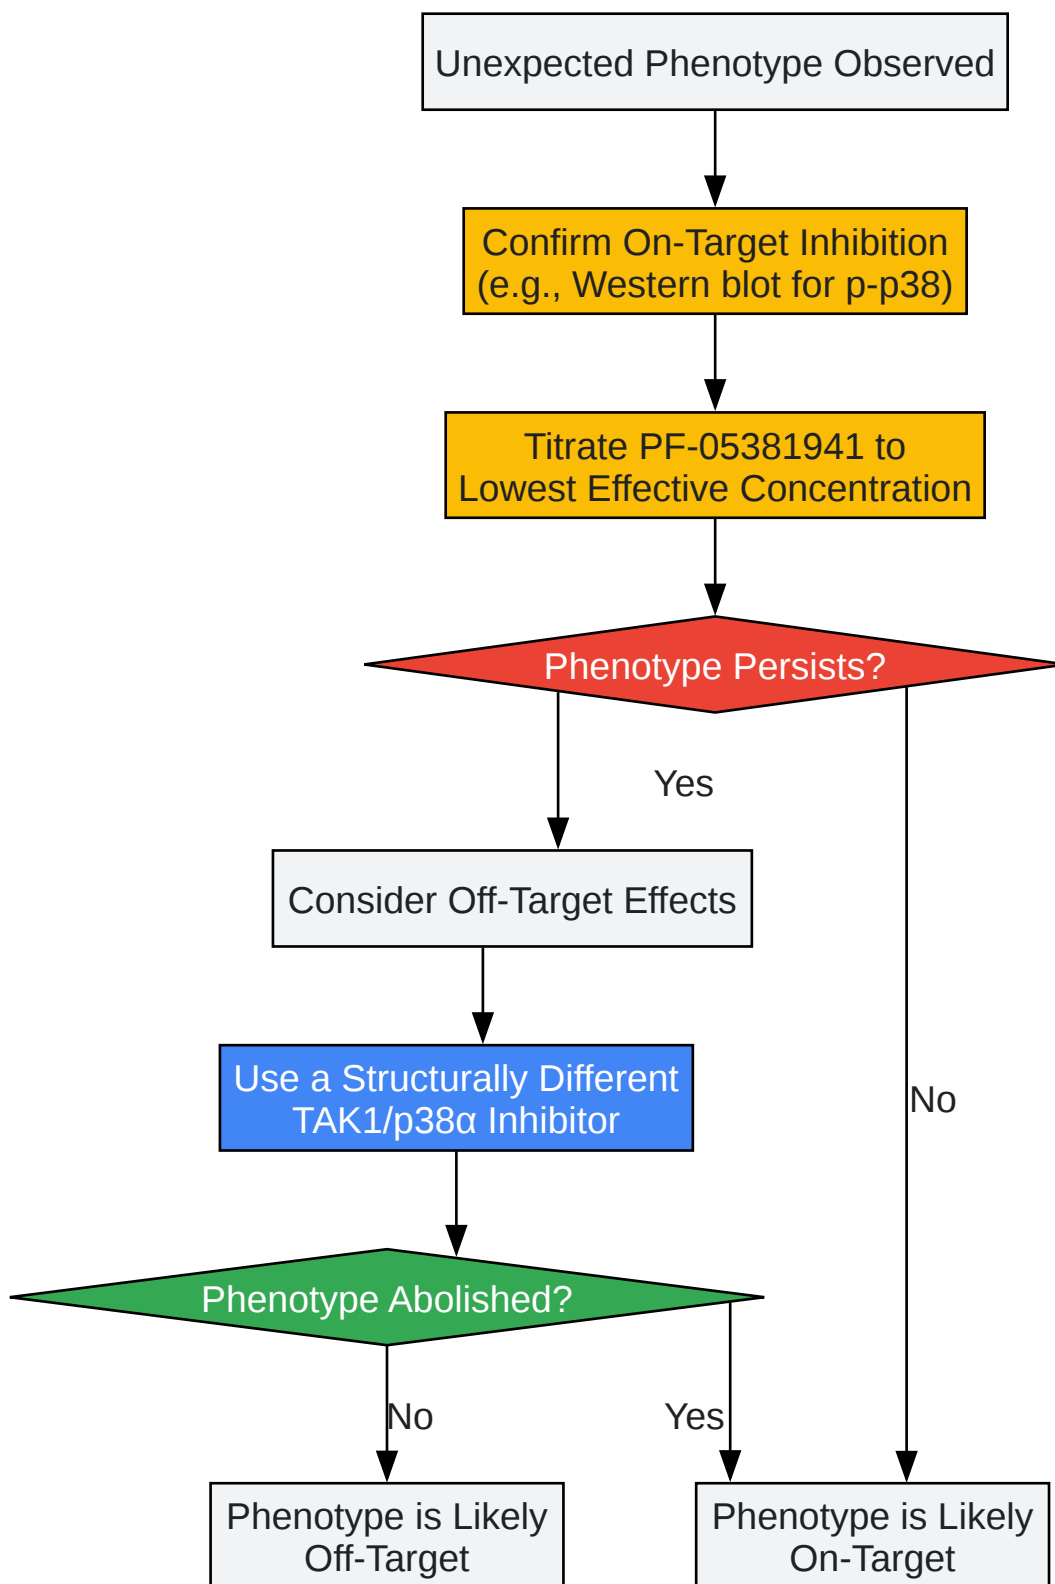 Unexpected Phenotype Observed
Confirm On-Target Inhibition
(e.g., Western blot for p-p38)
Titrate PF-05381941 to
Lowest Effective Concentration
Phenotype Persists?
Yes
Consider Off-Target Effects
Use a Structurally Different
TAK1/p38α Inhibitor
No
Phenotype Abolished?
No
Yes
Phenotype is Likely
Off-Target
Phenotype is Likely
On-Target